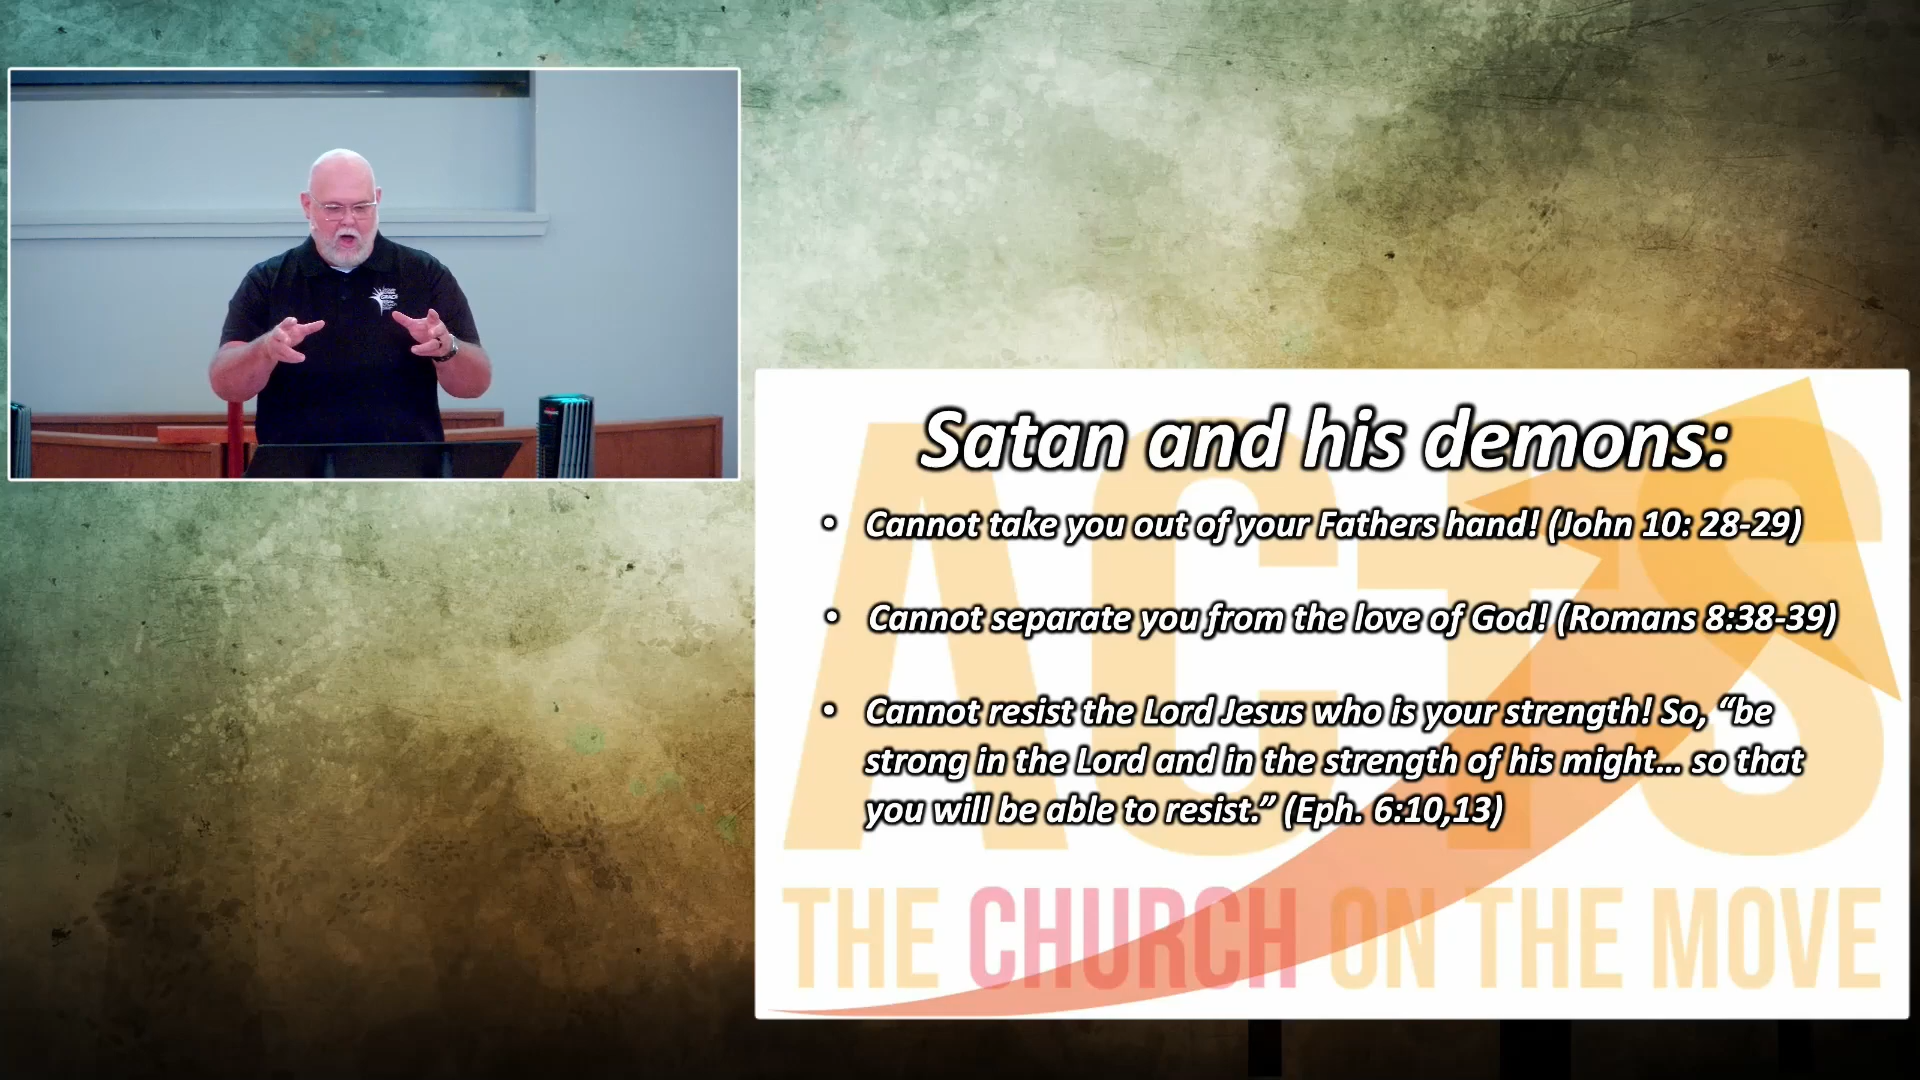 GRACE
Satan and his demons:
• Cannot take you out of your Fathers hand! (John 10: 28-29)
• Cannot separate you from the love of God! (Romans 8:38-39)
• Cannot resist the Lord Jesus who is your strength! So, “be
strong in the Lord and in the strength of his might... so that
you will be able to resist.” (Eph. 6:10,13)
ACTS
THE CHURCH ON THE MOVE